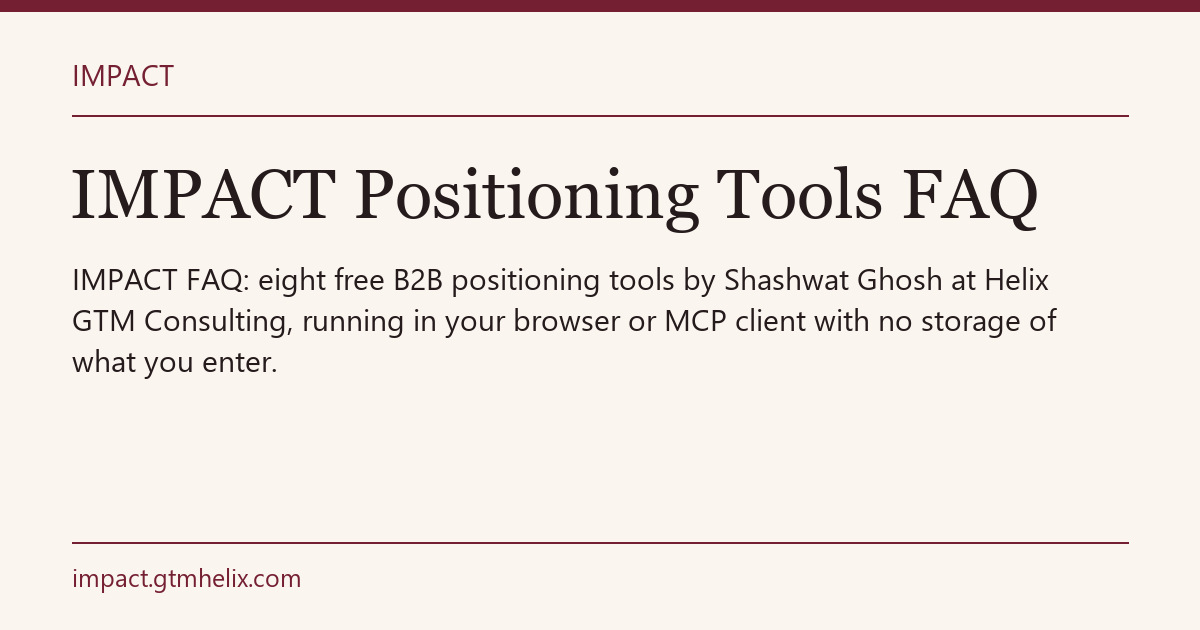 IMPACT
IMPACT Positioning Tools FAQ
IMPACT FAQ: eight free B2B positioning tools by Shashwat Ghosh at Helix
GTM Consulting, running in your browser or MCP client with no storage of
what you enter.
impact.gtmhelix.com